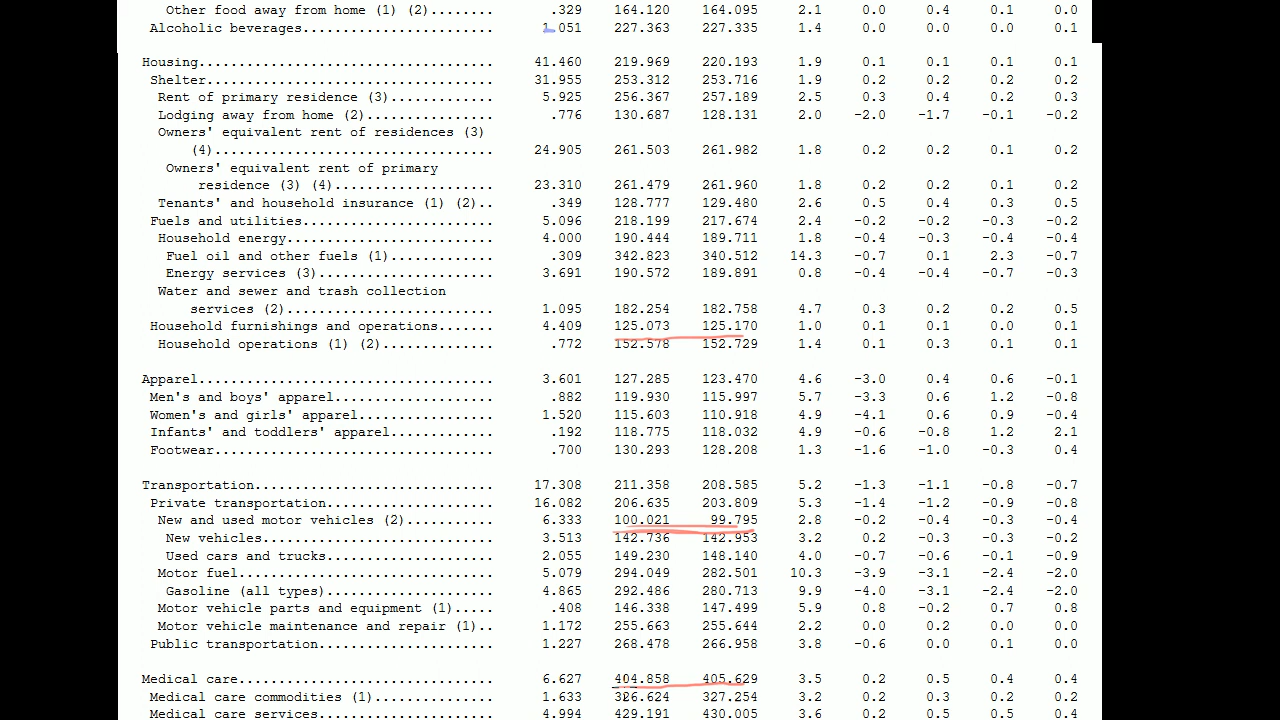 Other food away from home (1) (2)........ .329 164.120 164.095 2.1 0.0 0.4 0.1 0.0
Alcoholic beverages........................ 1.051 227.363 227.335 1.4 0.0 0.0 0.0 0.1
Housing..................................... 41.460 219.969 220.193 1.9 0.1 0.1 0.1 0.1
Shelter.................................... 31.955 253.312 253.716 1.9 0.2 0.2 0.2 0.2
Rent of primary residence (3)............. 5.925 256.367 257.189 2.5 0.3 0.4 0.2 0.3
Lodging away from home (2)................ .776 130.687 128.131 2.0 -2.0 -1.7 -0.1 -0.2
Owners' equivalent rent of residences (3)
(4).................................. 24.905 261.503 261.982 1.8 0.2 0.2 0.1 0.2
Owners' equivalent rent of primary
residence (3) (4).................... 23.310 261.479 261.960 1.8 0.2 0.2 0.1 0.2
Tenants' and household insurance (1) (2).. .349 128.777 129.480 2.6 0.5 0.4 0.3 0.5
Fuels and utilities........................ 5.096 218.199 217.674 2.4 -0.2 -0.2 -0.3 -0.2
Household energy.......................... 4.000 190.444 189.711 1.8 -0.4 -0.3 -0.4 -0.4
Fuel oil and other fuels (1)............. .309 342.823 340.512 14.3 -0.7 0.1 2.3 -0.7
Energy services (3)...................... 3.691 190.572 189.891 0.8 -0.4 -0.4 -0.7 -0.3
Water and sewer and trash collection
services (2).......................... 1.095 182.254 182.758 4.7 0.3 0.2 0.2 0.5
Household furnishings and operations....... 4.409 125.073 125.170 1.0 0.1 0.1 0.0 0.1
Household operations (1) (2).............. .772 152.578 152.729 1.4 0.1 0.3 0.1 0.1
Apparel..................................... 3.601 127.285 123.470 4.6 -3.0 0.4 0.6 -0.1
Men's and boys' apparel.................... .882 119.930 115.997 5.7 -3.3 0.6 1.2 -0.8
Women's and girls' apparel................. 1.520 115.603 110.918 4.9 -4.1 0.6 0.9 -0.4
Infants' and toddlers' apparel............. .192 118.775 118.032 4.9 -0.6 -0.8 1.2 2.1
Footwear................................... .700 130.293 128.208 1.3 -1.6 -1.0 -0.3 0.4
Transportation.............................. 17.308 211.358 208.585 5.2 -1.3 -1.1 -0.8 -0.7
Private transportation..................... 16.082 206.635 203.809 5.3 -1.4 -1.2 -0.9 -0.8
New and used motor vehicles (2)........... 6.333 100.021 99.795 2.8 -0.2 -0.4 -0.3 -0.4
New vehicles............................. 3.513 142.736 142.953 3.2 0.2 -0.3 -0.3 -0.2
Used cars and trucks..................... 2.055 149.230 148.140 4.0 -0.7 -0.6 -0.1 -0.9
Motor fuel................................ 5.079 294.049 282.501 10.3 -3.9 -3.1 -2.4 -2.0
Gasoline (all types)..................... 4.865 292.486 280.713 9.9 -4.0 -3.1 -2.4 -2.0
Motor vehicle parts and equipment (1)..... .408 146.338 147.499 5.9 0.8 -0.2 0.7 0.8
Motor vehicle maintenance and repair (1).. 1.172 255.663 255.644 2.2 0.0 0.2 0.0 0.0
Public transportation...................... 1.227 268.478 266.958 3.8 -0.6 0.0 0.1 0.0
Medical care................................ 6.627 404.858 405.629 3.5 0.2 0.5 0.4 0.4
Medical care commodities (1)............... 1.633 326.624 327.254 3.2 0.2 0.3 0.2 0.2
Medical care services...................... 4.994 429.191 430.005 3.6 0.2 0.5 0.5 0.4